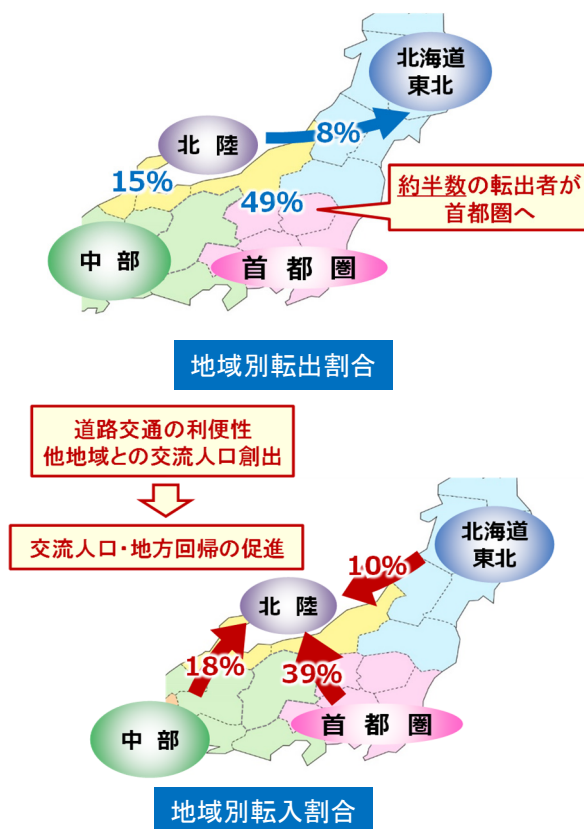 北海道
東北
北陸
8%
15%
49%
約半数の転出者が
首都圏へ
中部
首都圏
地域別転出割合
道路交通の利便性
他地域との交流人口創出
交流人口・地方回帰の促進
北海道
東北
10%
北陸
18%
39%
中部
首都圏
地域別転入割合